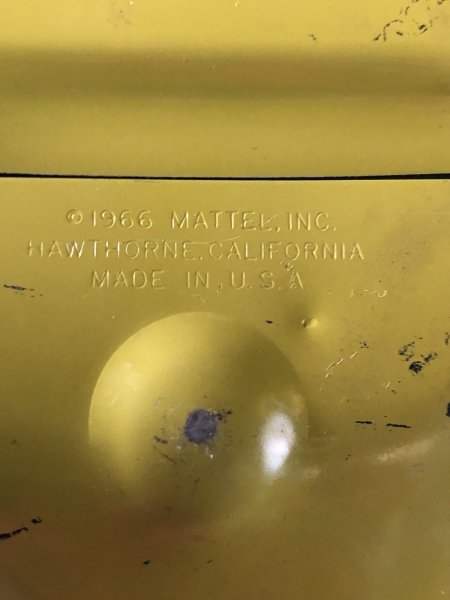 ©1966 MATTEL, INC.
HAWTHORNE, CALIFORNIA
MADE IN, U.S.A.